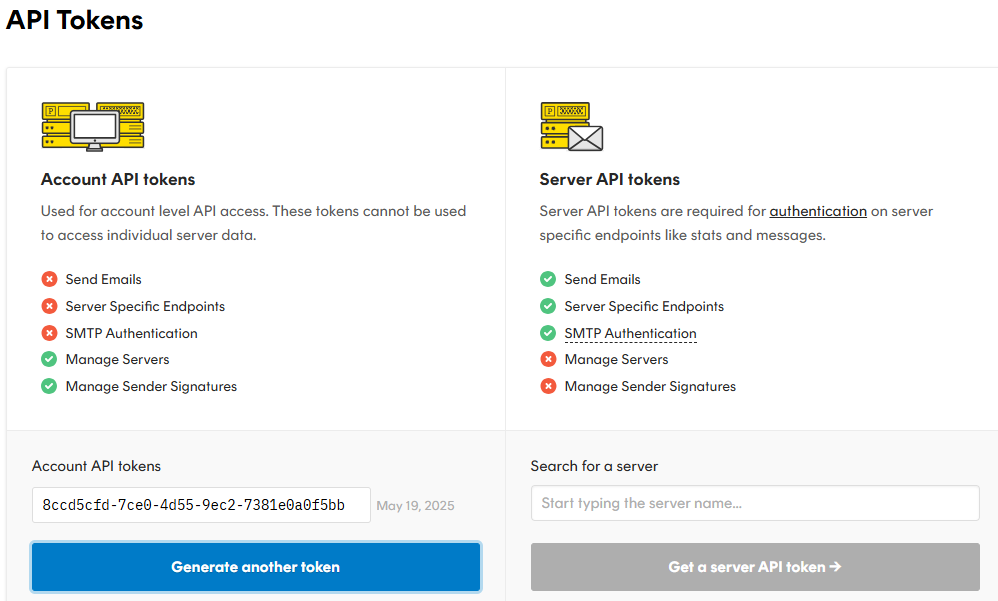 API Tokens
Account API tokens
Used for account level API access. These tokens cannot be used
to access individual server data.
Send Emails
Server Specific Endpoints
SMTP Authentication
Manage Servers
Manage Sender Signatures
Account API tokens
8ccd5cfd-7ce0-4d55-9ec2-7381e0a0f5bb May 19, 2025
Generate another token
Server API tokens
Server API tokens are required for authentication on server
specific endpoints like stats and messages.
Send Emails
Server Specific Endpoints
SMTP Authentication
Manage Servers
Manage Sender Signatures
Search for a server
Start typing the server name...
Get a server API token →